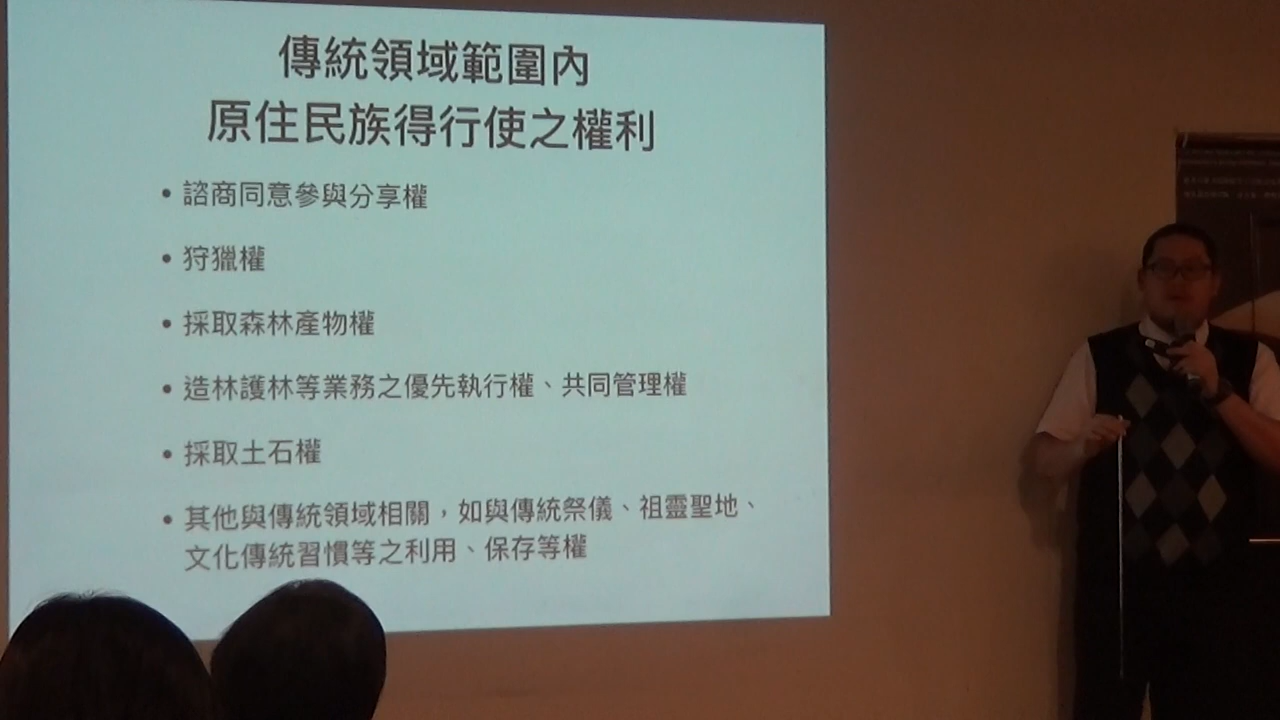 傳統領域範圍內
原住民族得行使之權利
• 諮商同意參與分享權
• 狩獵權
• 採取森林產物權
• 造林護林等業務之優先執行權、共同管理權
• 採取土石權
• 其他與傳統領域相關，如與傳統祭儀、祖靈聖地、
文化傳統習慣等之利用、保存等權